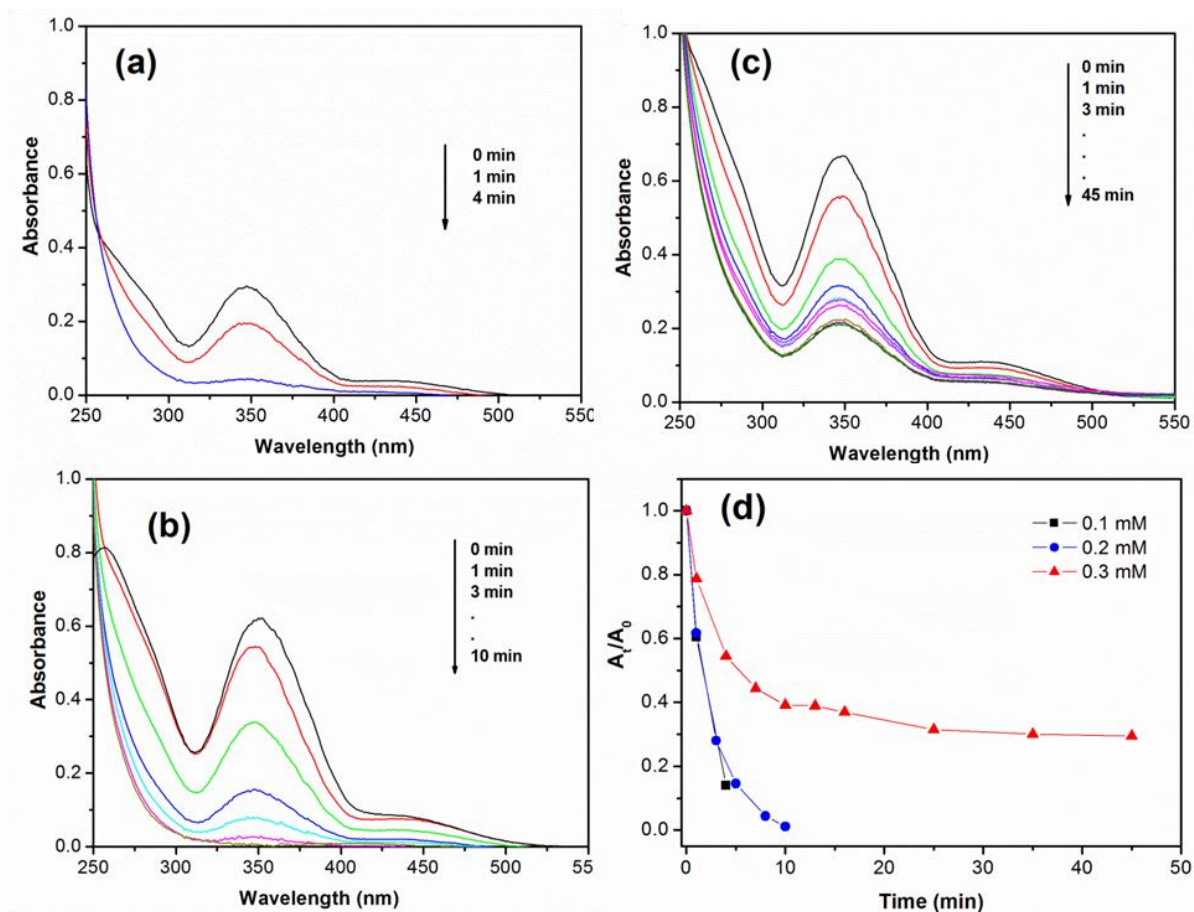 (a)
1.0
0.8
0.6
0.4
0.2
0.0
Absorbance
0 min
1 min
4 min
250 300 350 400 450 500 550
Wavelength (nm)
(c)
1.0
0.8
0.6
0.4
0.2
0.0
Absorbance
0 min
1 min
3 min
.
.
.
45 min
250 300 350 400 450 500 550
Wavelength (nm)
(b)
1.0
0.8
0.6
0.4
0.2
0.0
Absorbance
0 min
1 min
3 min
.
.
10 min
250 300 350 400 450 500 550
Wavelength (nm)
(d)
1.0
0.8
0.6
0.4
0.2
0.0
At/A0
0.1 mM
0.2 mM
0.3 mM
0 5 10 15 20 25 30 35 40 45 50
Time (min)